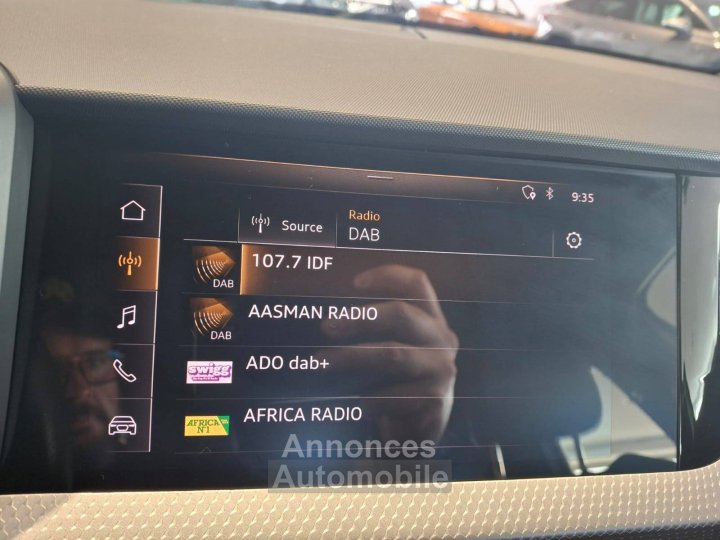 9:35
Source
Radio
DAB
107.7 IDF
DAB
AASMAN RADIO
DAB
swigg
ADO dab+
AFRICA
N°1
AFRICA RADIO
Annonces
Automobile